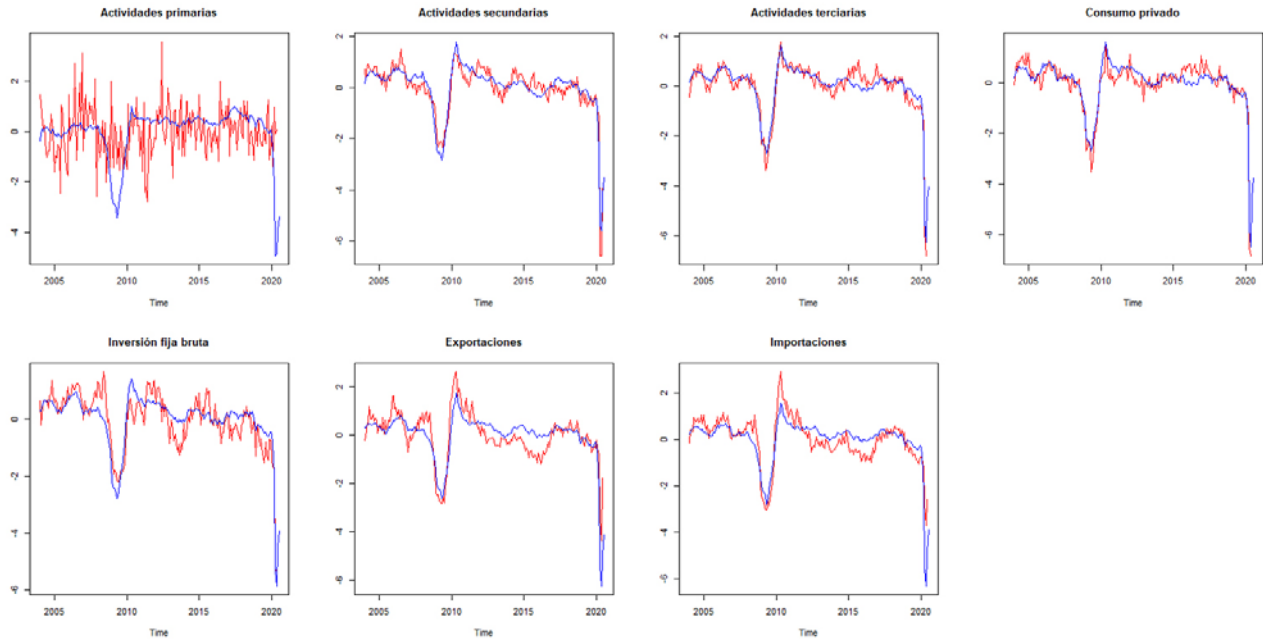 Actividades primarias
2
0
-2
-4
2005 2010 2015 2020
Time
Actividades secundarias
2
0
-2
-4
-6
2005 2010 2015 2020
Time
Actividades terciarias
2
0
-2
-4
-6
2005 2010 2015 2020
Time
Consumo privado
2
0
-2
-4
-6
2005 2010 2015 2020
Time
Inversión fija bruta
0
-2
-4
-6
2005 2010 2015 2020
Time
Exportaciones
2
0
-2
-4
-6
2005 2010 2015 2020
Time
Importaciones
2
0
-2
-4
-6
2005 2010 2015 2020
Time